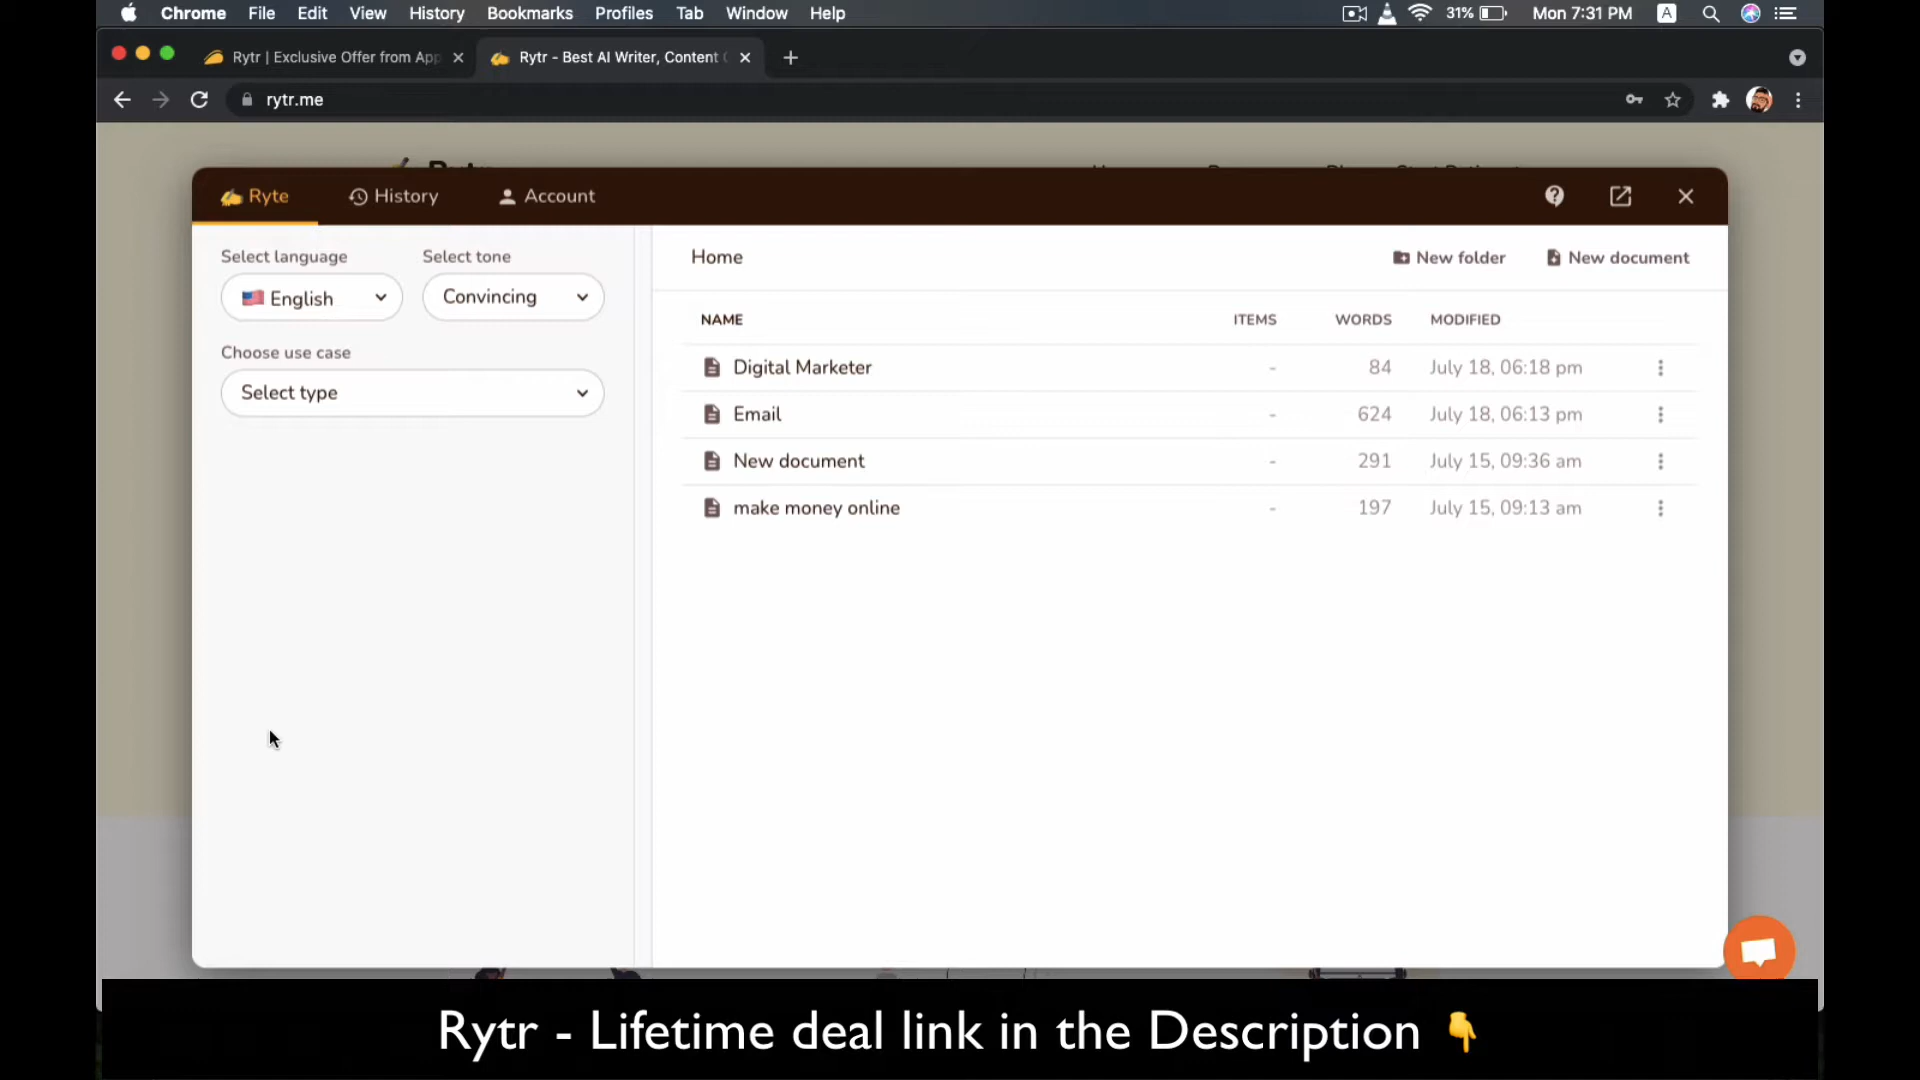 Chrome File Edit View History Bookmarks Profiles Tab Window Help 31% Mon 7:31 PM A
Rytr | Exclusive Offer from App Rytr - Best AI Writer, Content
rytr.me
Rytr
Ryte History Account
Select language Select tone
English Convincing
Choose use case
Select type
Home New folder New document
NAME ITEMS WORDS MODIFIED
Digital Marketer - 84 July 18, 06:18 pm
Email - 624 July 18, 06:13 pm
New document - 291 July 15, 09:36 am
make money online - 197 July 15, 09:13 am
Rytr - Lifetime deal link in the Description 👇